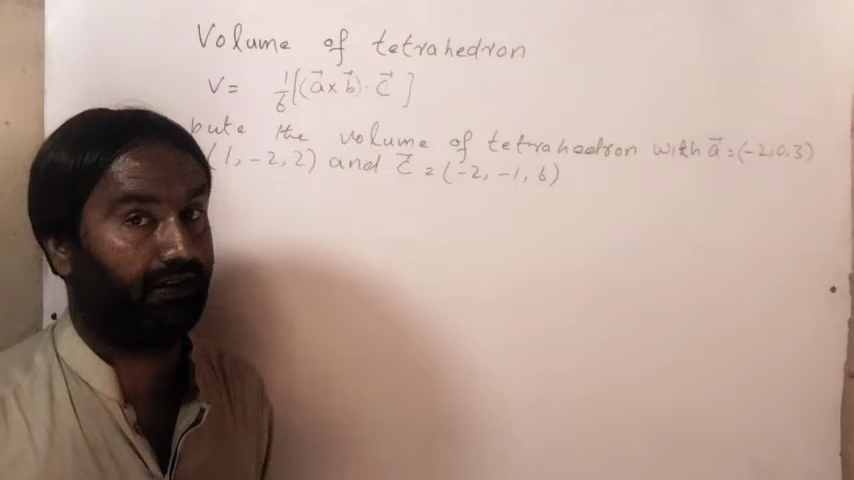 Volume of tetrahedron
V = 1/6 [(a⃗ × b⃗) · c⃗ ]
pute the volume of tetrahedron with a⃗ = (-2,0,3)
(1, -2, 2) and c⃗ = (-2, -1, 6)